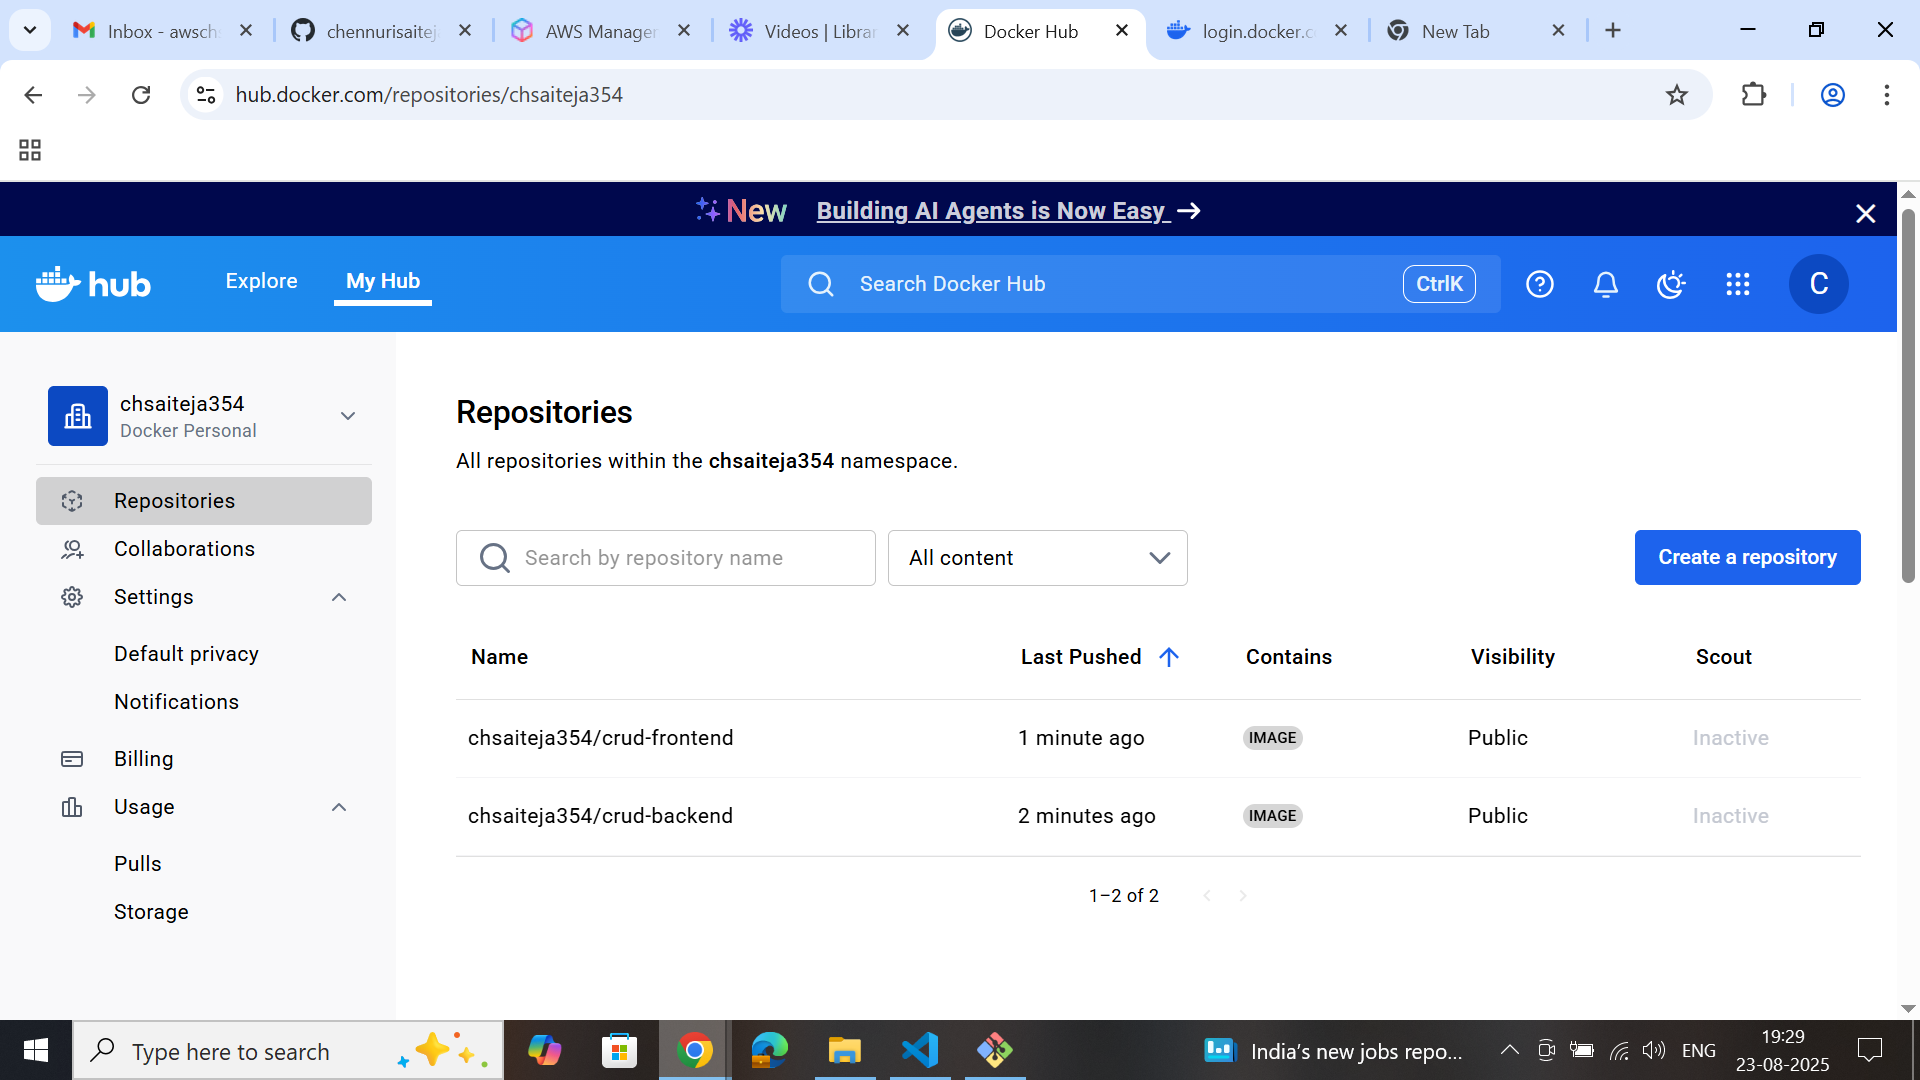 Inbox - awsch
chennurisaitej
AWS Manager
Videos | Librar
Docker Hub
login.docker.c
New Tab
hub.docker.com/repositories/chsaiteja354
New Building AI Agents is Now Easy →
hub
Explore
My Hub
Search Docker Hub
CtrlK
C
chsaiteja354
Docker Personal
Repositories
Collaborations
Settings
Default privacy
Notifications
Billing
Usage
Pulls
Storage
Repositories
All repositories within the chsaiteja354 namespace.
Search by repository name
All content
Create a repository
Name Last Pushed Contains Visibility Scout
chsaiteja354/crud-frontend 1 minute ago IMAGE Public Inactive
chsaiteja354/crud-backend 2 minutes ago IMAGE Public Inactive
1–2 of 2
Type here to search
India's new jobs repo...
ENG
19:29
23-08-2025